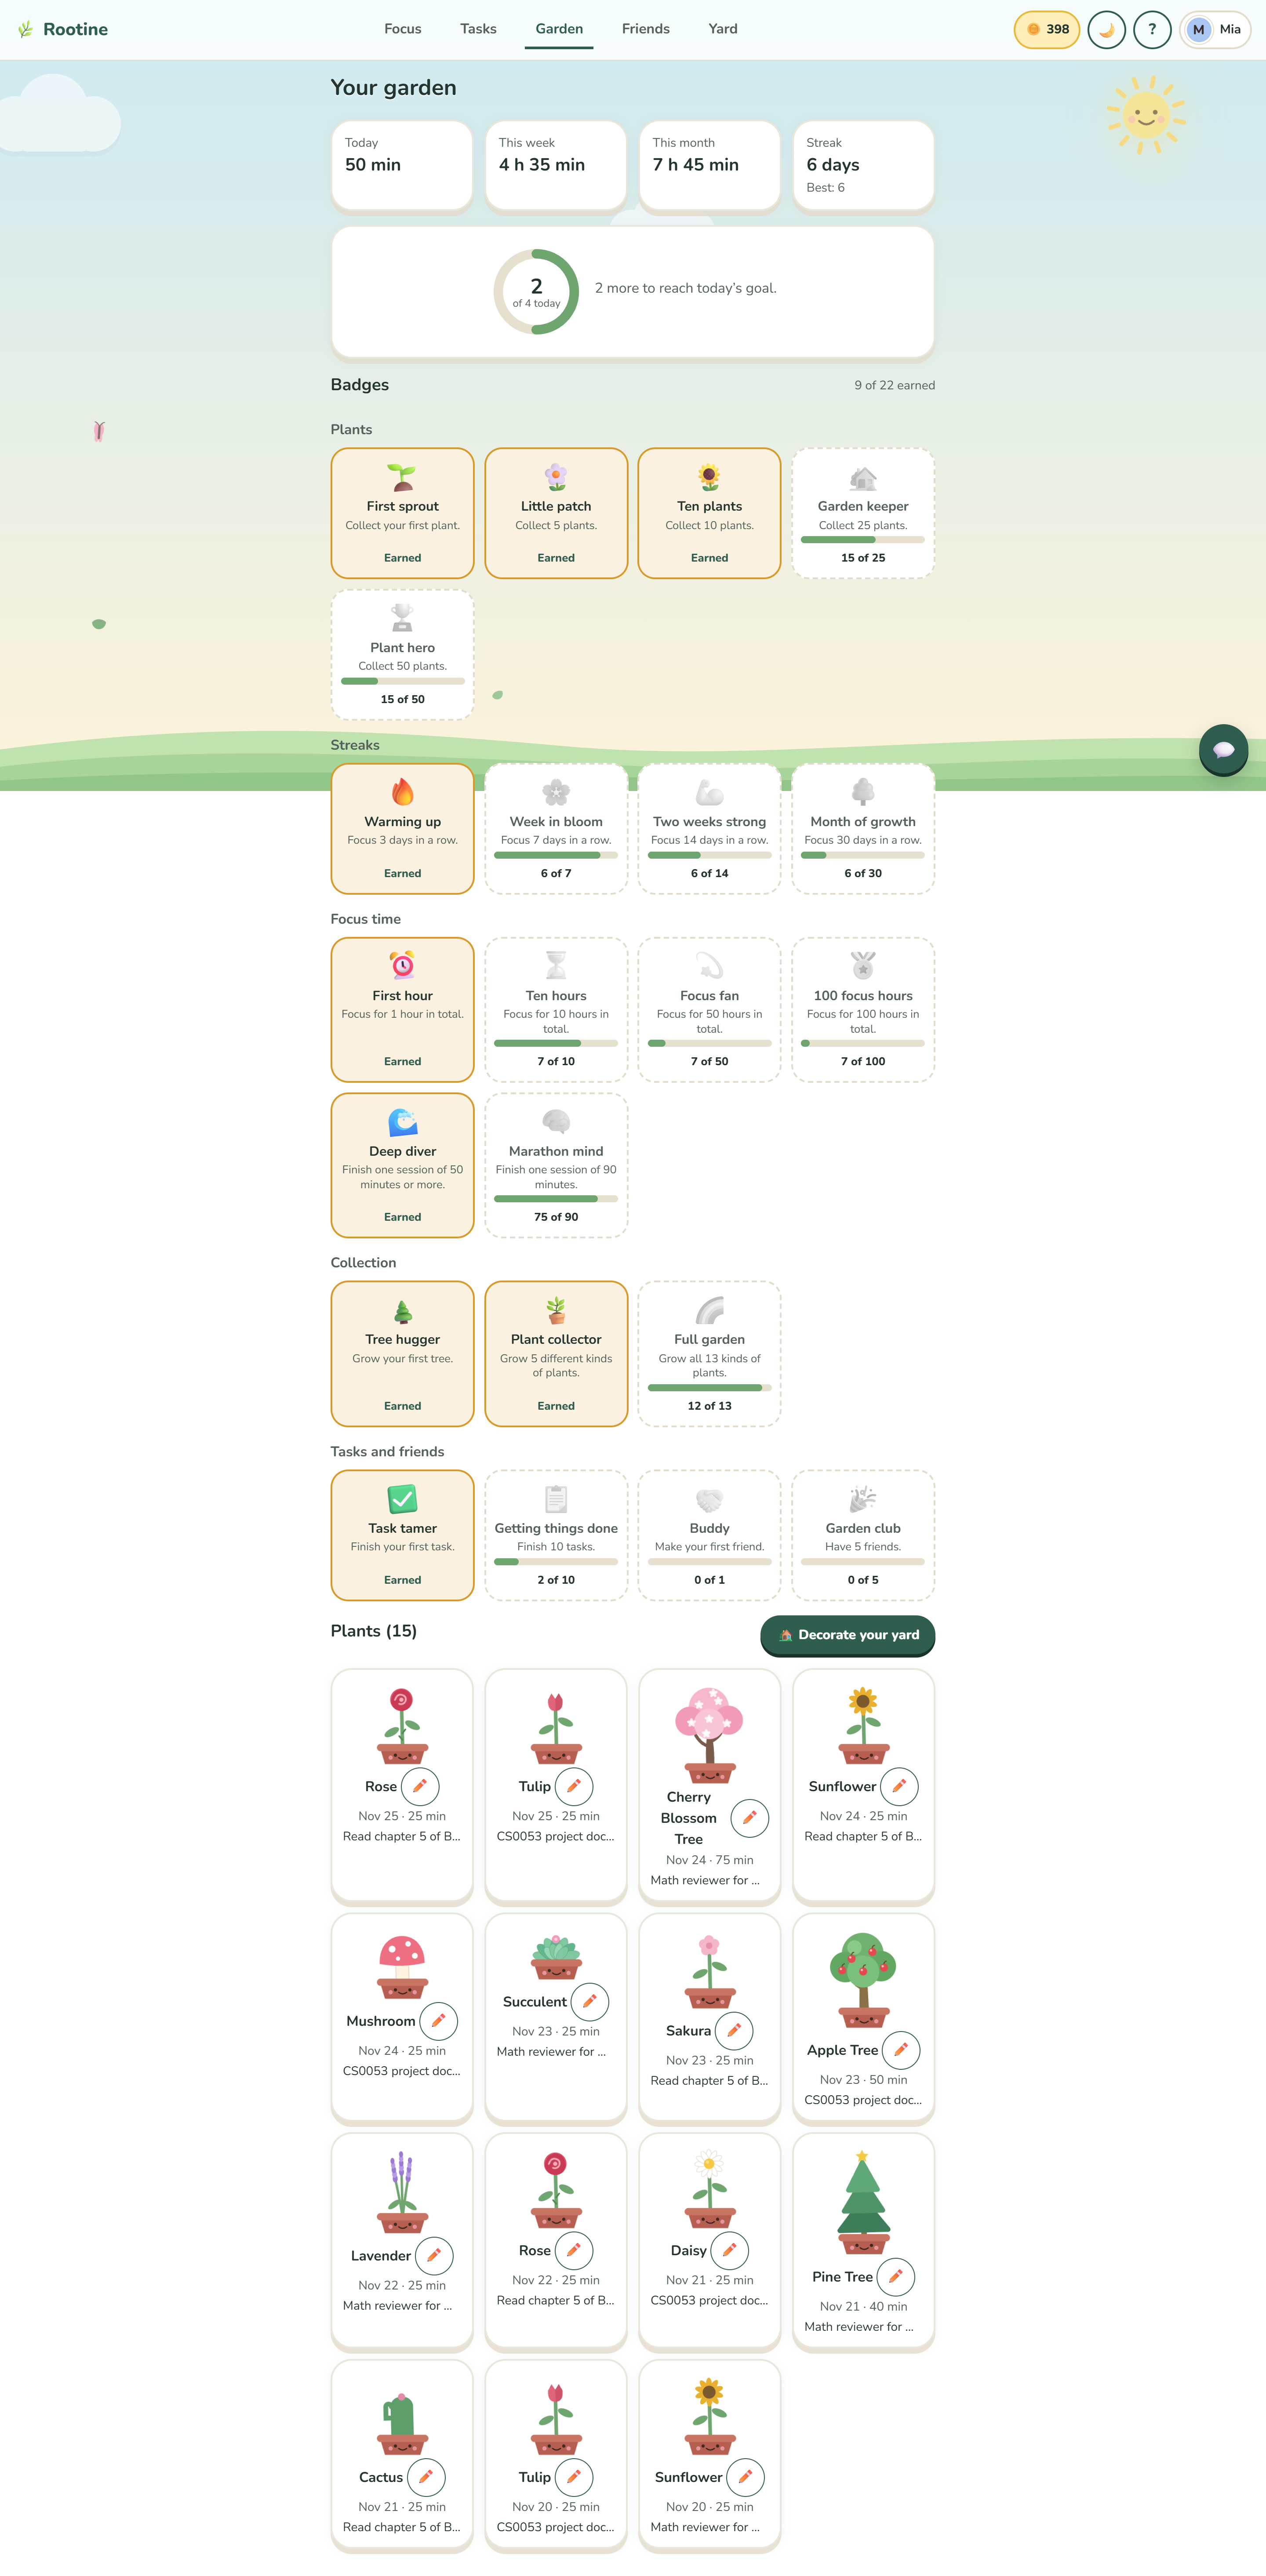 Rootine
Focus
Tasks
Garden
Friends
Yard
398
?
M
Mia
Your garden
Today
50 min
This week
4 h 35 min
This month
7 h 45 min
Streak
6 days
Best: 6
2
of 4 today
2 more to reach today's goal.
Badges
9 of 22 earned
Plants
First sprout
Collect your first plant.
Earned
Little patch
Collect 5 plants.
Earned
Ten plants
Collect 10 plants.
Earned
Garden keeper
Collect 25 plants.
15 of 25
Plant hero
Collect 50 plants.
15 of 50
Streaks
Warming up
Focus 3 days in a row.
Earned
Week in bloom
Focus 7 days in a row.
6 of 7
Two weeks strong
Focus 14 days in a row.
6 of 14
Month of growth
Focus 30 days in a row.
6 of 30
Focus time
First hour
Focus for 1 hour in total.
Earned
Ten hours
Focus for 10 hours in
total.
7 of 10
Focus fan
Focus for 50 hours in
total.
7 of 50
100 focus hours
Focus for 100 hours in
total.
7 of 100
Deep diver
Finish one session of 50
minutes or more.
Earned
Marathon mind
Finish one session of 90
minutes.
75 of 90
Collection
Tree hugger
Grow your first tree.
Earned
Plant collector
Grow 5 different kinds
of plants.
Earned
Full garden
Grow all 13 kinds of
plants.
12 of 13
Tasks and friends
Task tamer
Finish your first task.
Earned
Getting things done
Finish 10 tasks.
2 of 10
Buddy
Make your first friend.
0 of 1
Garden club
Have 5 friends.
0 of 5
Plants (15)
Decorate your yard
Rose
Nov 25 · 25 min
Read chapter 5 of B...
Tulip
Nov 25 · 25 min
CS0053 project doc...
Cherry
Blossom
Tree
Nov 24 · 75 min
Math reviewer for ...
Sunflower
Nov 24 · 25 min
Read chapter 5 of B...
Mushroom
Nov 24 · 25 min
CS0053 project doc...
Succulent
Nov 23 · 25 min
Math reviewer for ...
Sakura
Nov 23 · 25 min
Read chapter 5 of B...
Apple Tree
Nov 23 · 50 min
CS0053 project doc...
Lavender
Nov 22 · 25 min
Math reviewer for ...
Rose
Nov 22 · 25 min
Read chapter 5 of B...
Daisy
Nov 21 · 25 min
CS0053 project doc...
Pine Tree
Nov 21 · 40 min
Math reviewer for ...
Cactus
Nov 21 · 25 min
Read chapter 5 of B...
Tulip
Nov 20 · 25 min
CS0053 project doc...
Sunflower
Nov 20 · 25 min
Math reviewer for ...